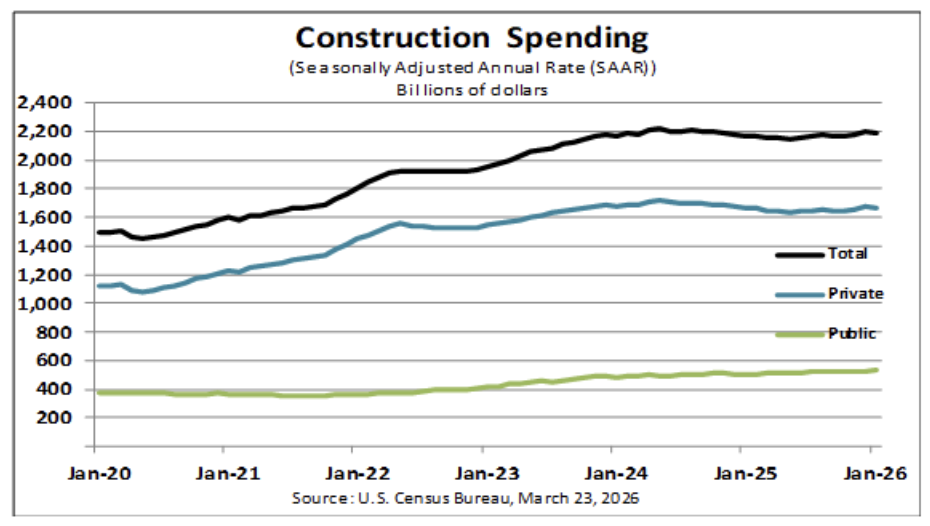 Construction Spending
(Seasonally Adjusted Annual Rate (SAAR))
Billions of dollars
2,400
2,200
2,000
1,800
1,600
1,400
1,200
1,000
800
600
400
200
Total
Private
Public
Jan-20 Jan-21 Jan-22 Jan-23 Jan-24 Jan-25 Jan-26
Source: U.S. Census Bureau, March 23, 2026